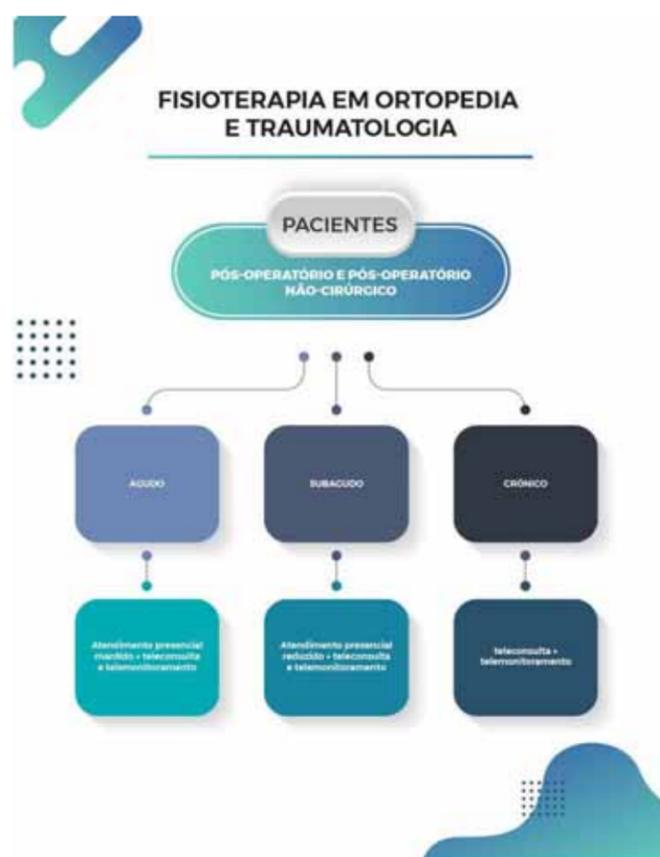 FISIOTERAPIA EM ORTOPEDIA
E TRAUMATOLOGIA
PACIENTES
PÓS-OPERATÓRIO E PÓS-OPERATÓRIO
NÃO-CIRÚRGICO
AGUDO
SUBAGUDO
CRÔNICO
Atendimento presencial
mantido + teleconsulta
e telemonitoramento
Atendimento presencial
reduzido + teleconsulta
e telemonitoramento
teleconsulta +
telemonitoramento